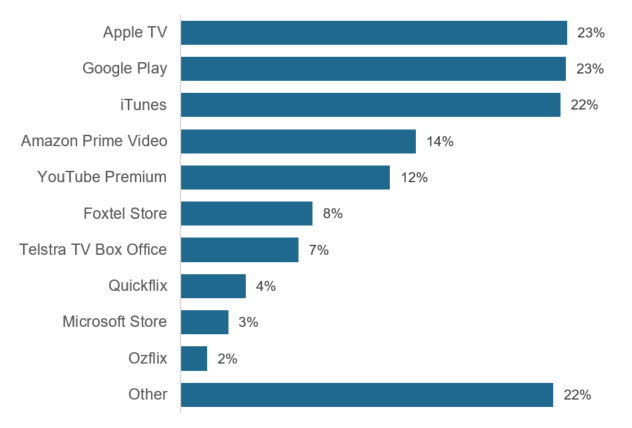 Apple TV 23%
Google Play 23%
iTunes 22%
Amazon Prime Video 14%
YouTube Premium 12%
Foxtel Store 8%
Telstra TV Box Office 7%
Quickflix 4%
Microsoft Store 3%
Ozflix 2%
Other 22%